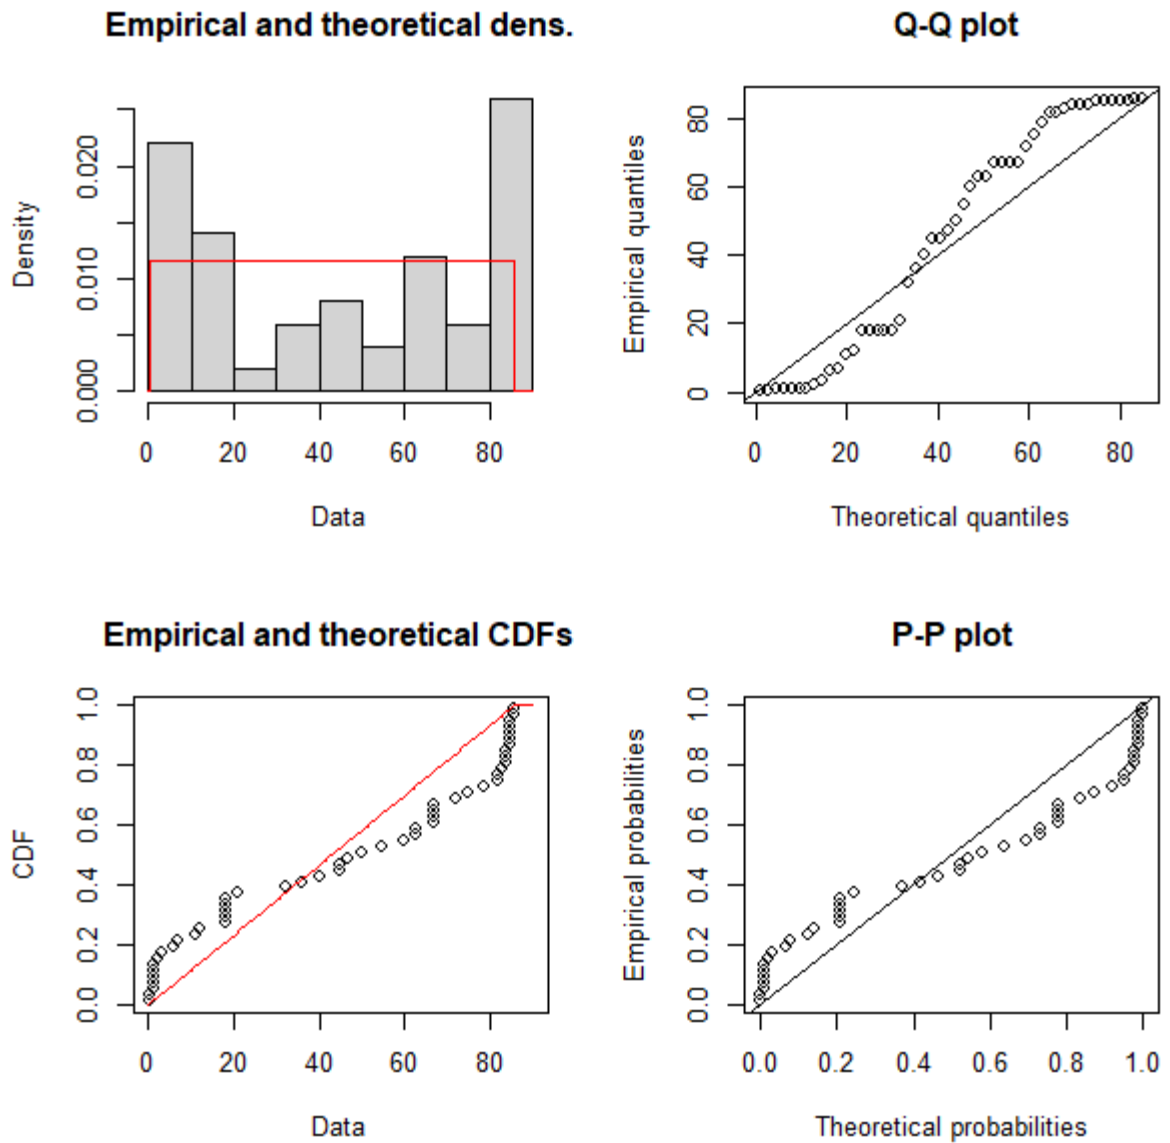 Empirical and theoretical dens.
Density
0.000 0.010 0.020
0 20 40 60 80
Data
Q-Q plot
Empirical quantiles
0 20 40 60 80
0 20 40 60 80
Theoretical quantiles
Empirical and theoretical CDFs
CDF
0.0 0.2 0.4 0.6 0.8 1.0
0 20 40 60 80
Data
P-P plot
Empirical probabilities
0.0 0.2 0.4 0.6 0.8 1.0
0.0 0.2 0.4 0.6 0.8 1.0
Theoretical probabilities